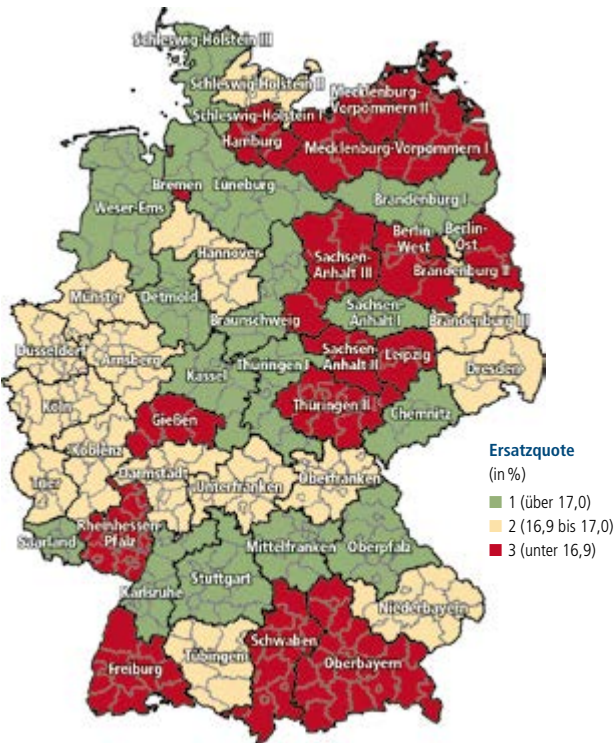 Schleswig-Holstein III
Schleswig-Holstein II
Mecklenburg-
Vorpommern II
Schleswig-Holstein I
Hamburg
Mecklenburg-Vorpommern I
Bremen
Lüneburg
Brandenburg I
Weser-Ems
Berlin-
West
Berlin-
Ost
Hannover
Sachsen-
Anhalt III
Brandenburg II
Münster
Detmold
Sachsen-
Anhalt I
Braunschweig
Brandenburg III
Düsseldorf
Arnsberg
Thüringen I
Sachsen-
Anhalt II
Leipzig
Kassel
Dresden
Köln
Gießen
Thüringen II
Chemnitz
Koblenz
Ersatzquote
(in %)
Trier
Darmstadt
Unterfranken
Oberfranken
1 (über 17,0)
2 (16,9 bis 17,0)
Rheinhessen-
Pfalz
3 (unter 16,9)
Saarland
Mittelfranken
Oberpfalz
Stuttgart
Karlsruhe
Niederbayern
Schwaben
Tübingen
Freiburg
Oberbayern